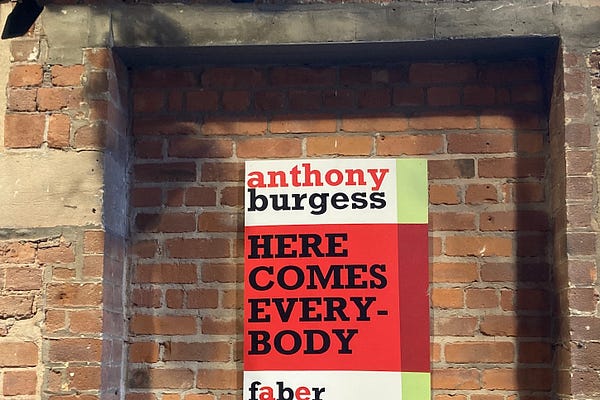 anthony
burgess
HERE
COMES
EVERY-
BODY
faber